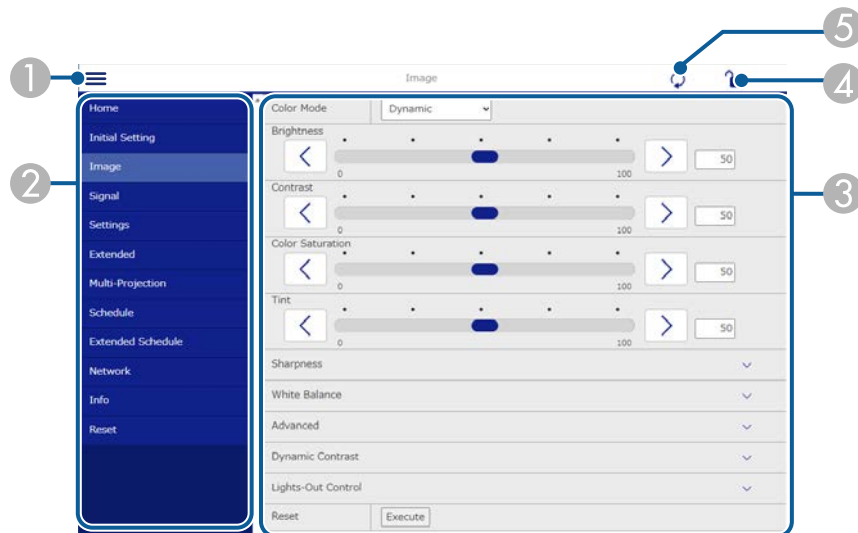 5
1
Image
4
Home
Initial Setting
Image
Signal
Settings
Extended
Multi-Projection
Schedule
Extended Schedule
Network
Info
Reset
2
Color Mode Dynamic
Brightness
50
0 100
Contrast
50
0 100
Color Saturation
50
0 100
Tint
50
0 100
Sharpness
White Balance
Advanced
Dynamic Contrast
Lights-Out Control
Reset Execute
3